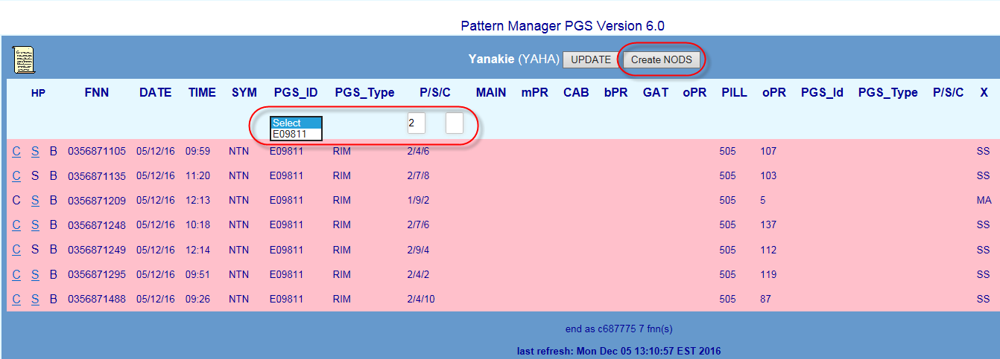 Pattern Manager PGS Version 6.0
Yanakie (YAHA) UPDATE Create NODS
HP FNN DATE TIME SYM PGS_ID PGS_Type P/S/C MAIN mPR CAB bPR GAT oPR PILL oPR PGS_Id PGS_Type P/S/C X
Select 2
E09811
C S B 0356871105 05/12/16 09:59 NTN E09811 RIM 2/4/6 505 107 SS
C S B 0356871135 05/12/16 11:20 NTN E09811 RIM 2/7/8 505 103 SS
C S B 0356871209 05/12/16 12:13 NTN E09811 RIM 1/9/2 505 5 MA
C S B 0356871248 05/12/16 10:18 NTN E09811 RIM 2/7/6 505 137 SS
C S B 0356871249 05/12/16 12:14 NTN E09811 RIM 2/9/4 505 112 SS
C S B 0356871295 05/12/16 09:51 NTN E09811 RIM 2/4/2 505 119 SS
C S B 0356871488 05/12/16 09:26 NTN E09811 RIM 2/4/10 505 87 SS
end as c687775 7 fnn(s)
last refresh: Mon Dec 05 13:10:57 EST 2016